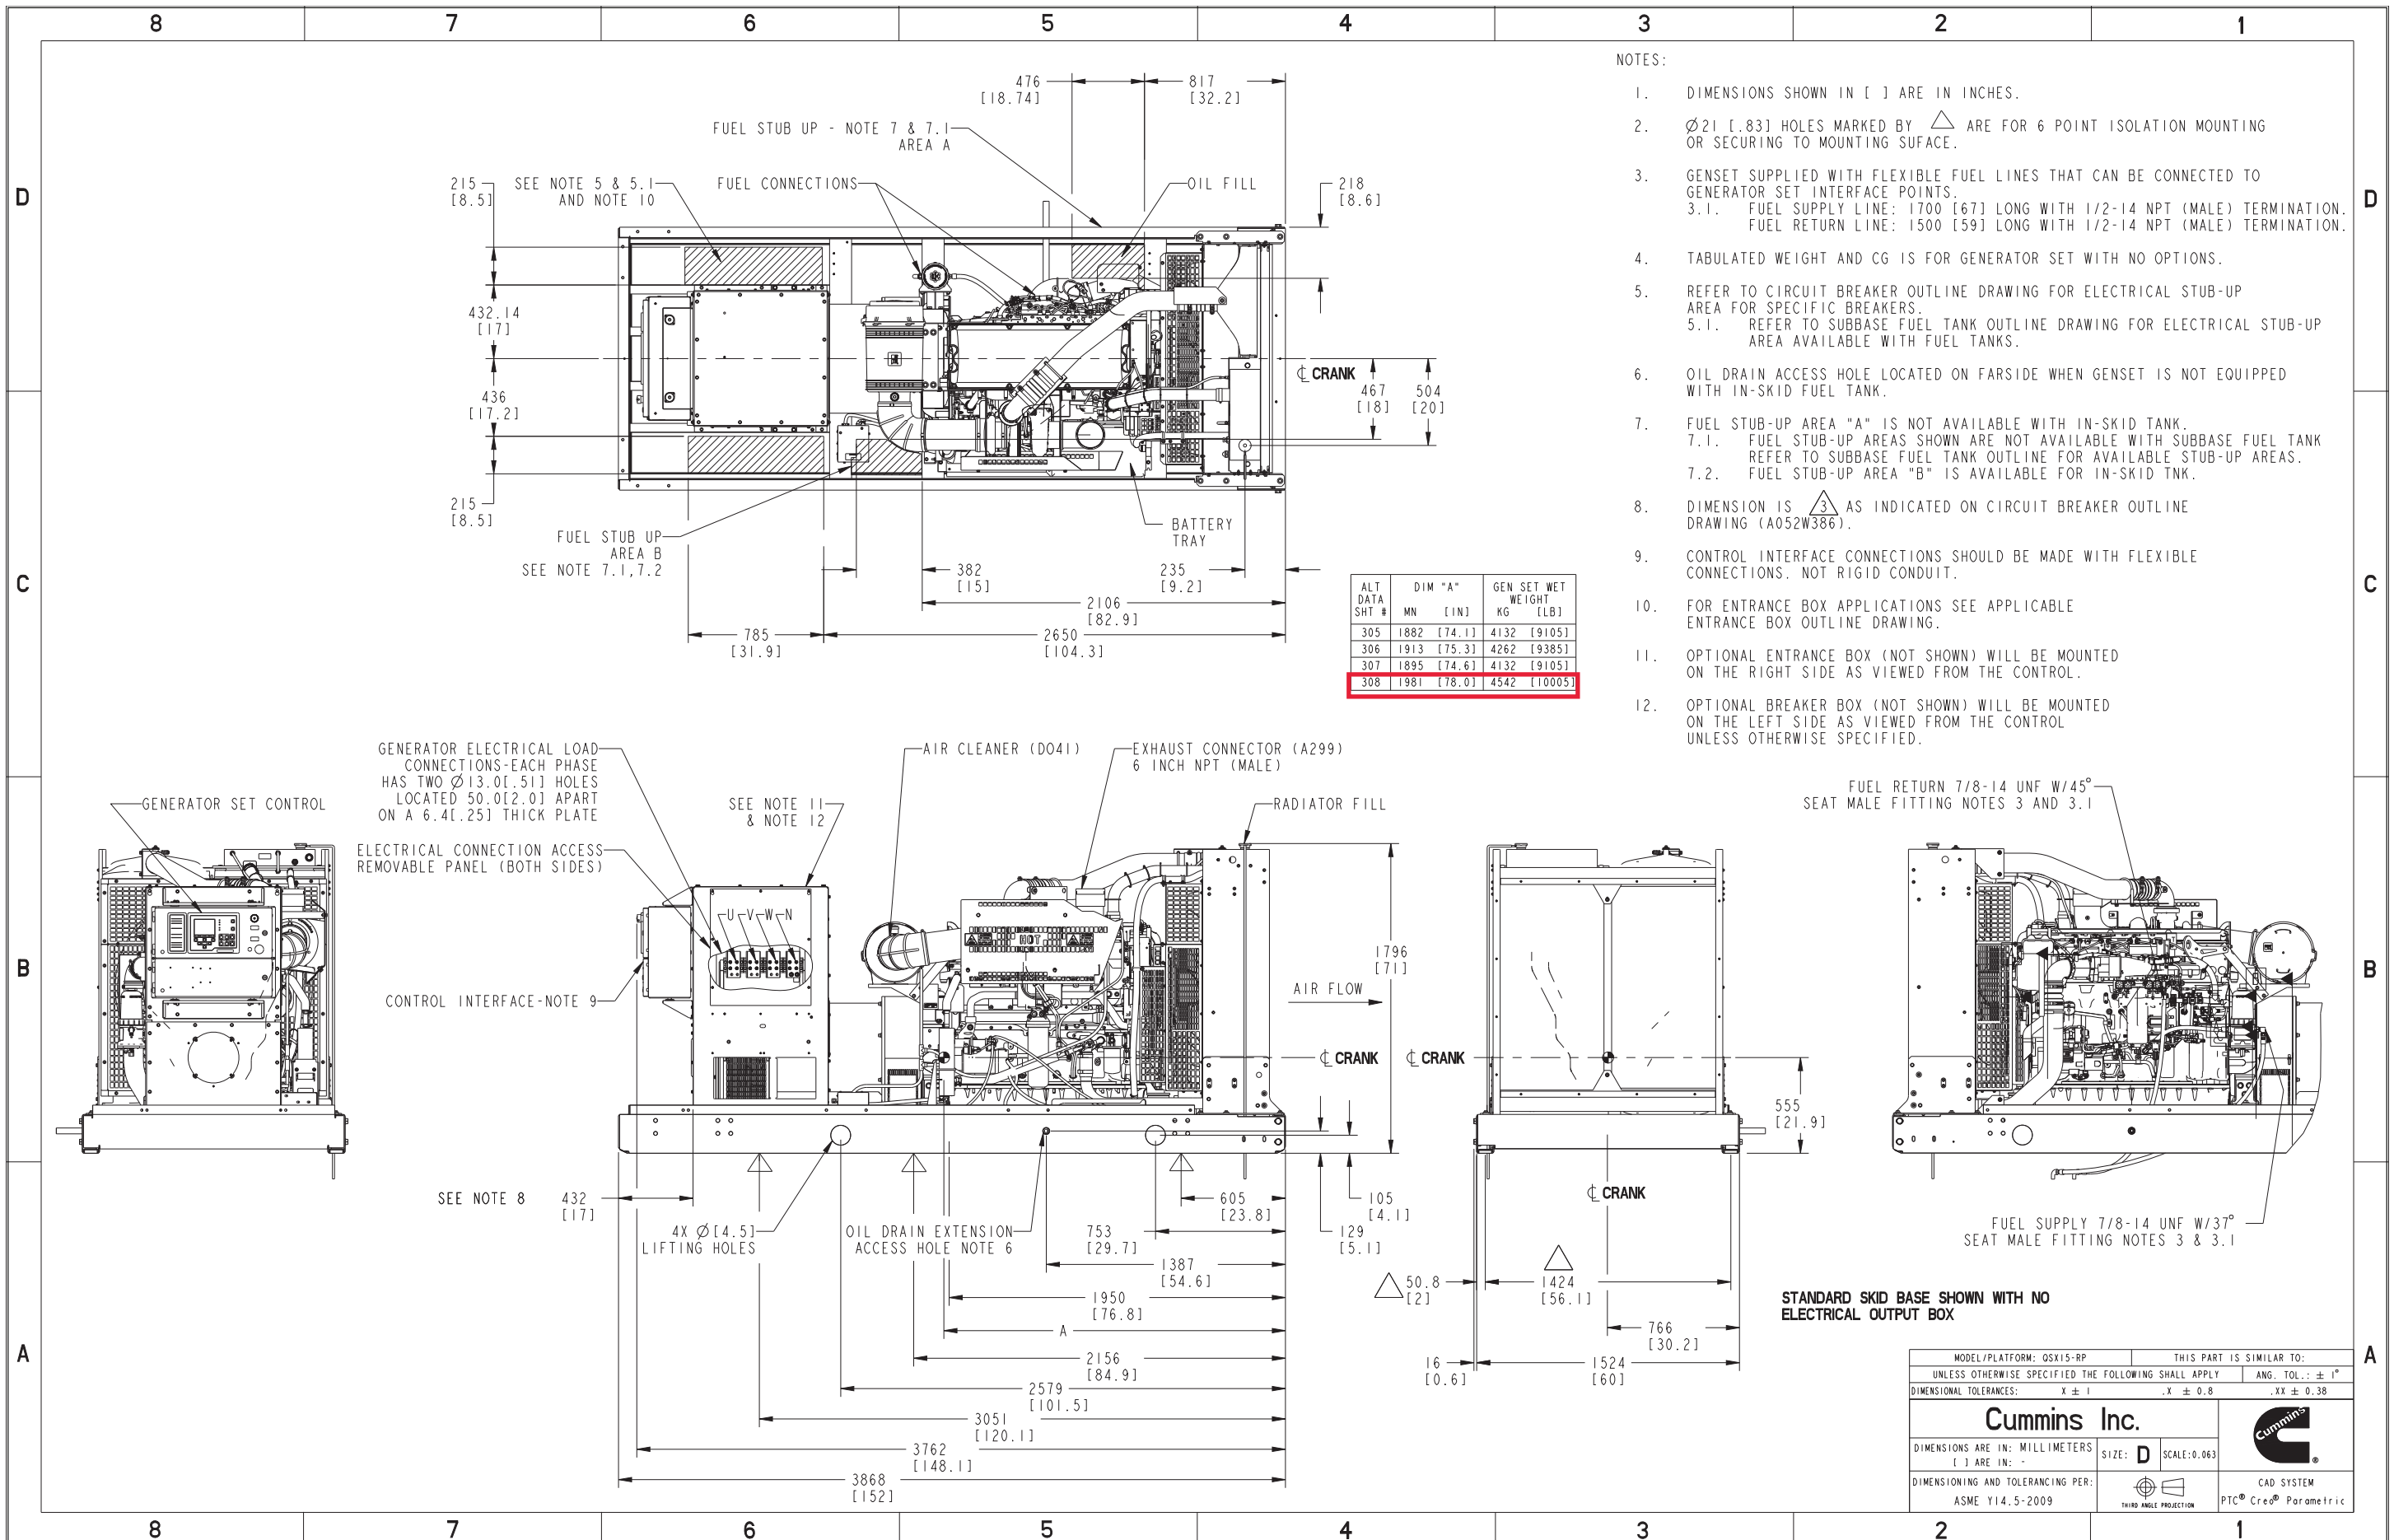 8 7 6 5 4 3 2 1
D
C
B
A
476
[18.74]
817
[32.2]
FUEL STUB UP - NOTE 7 & 7.1
AREA A
215
[8.5]
SEE NOTE 5 & 5.1
AND NOTE 10
FUEL CONNECTIONS
OIL FILL
218
[8.6]
432.14
[17]
℄ CRANK
467
[18]
504
[20]
436
[17.2]
215
[8.5]
FUEL STUB UP
AREA B
SEE NOTE 7.1,7.2
BATTERY
TRAY
382
[15]
235
[9.2]
2106
[82.9]
785
[31.9]
2650
[104.3]
ALT DATA SHT # DIM "A" GEN SET WET WEIGHT
MN [IN] KG [LB]
305 1882 [74.1] 4132 [9105]
306 1913 [75.3] 4262 [9385]
307 1895 [74.6] 4132 [9105]
308 1981 [78.0] 4542 [10005]
NOTES:
1. DIMENSIONS SHOWN IN [ ] ARE IN INCHES.
2. Ø21 [.83] HOLES MARKED BY △ ARE FOR 6 POINT ISOLATION MOUNTING
OR SECURING TO MOUNTING SUFACE.
3. GENSET SUPPLIED WITH FLEXIBLE FUEL LINES THAT CAN BE CONNECTED TO
GENERATOR SET INTERFACE POINTS.
3.1. FUEL SUPPLY LINE: 1700 [67] LONG WITH 1/2-14 NPT (MALE) TERMINATION.
FUEL RETURN LINE: 1500 [59] LONG WITH 1/2-14 NPT (MALE) TERMINATION.
4. TABULATED WEIGHT AND CG IS FOR GENERATOR SET WITH NO OPTIONS.
5. REFER TO CIRCUIT BREAKER OUTLINE DRAWING FOR ELECTRICAL STUB-UP
AREA FOR SPECIFIC BREAKERS.
5.1. REFER TO SUBBASE FUEL TANK OUTLINE DRAWING FOR ELECTRICAL STUB-UP
AREA AVAILABLE WITH FUEL TANKS.
6. OIL DRAIN ACCESS HOLE LOCATED ON FARSIDE WHEN GENSET IS NOT EQUIPPED
WITH IN-SKID FUEL TANK.
7. FUEL STUB-UP AREA "A" IS NOT AVAILABLE WITH IN-SKID TANK.
7.1. FUEL STUB-UP AREAS SHOWN ARE NOT AVAILABLE WITH SUBBASE FUEL TANK
REFER TO SUBBASE FUEL TANK OUTLINE FOR AVAILABLE STUB-UP AREAS.
7.2. FUEL STUB-UP AREA "B" IS AVAILABLE FOR IN-SKID TNK.
8. DIMENSION IS 3 AS INDICATED ON CIRCUIT BREAKER OUTLINE
DRAWING (A052W386).
9. CONTROL INTERFACE CONNECTIONS SHOULD BE MADE WITH FLEXIBLE
CONNECTIONS. NOT RIGID CONDUIT.
10. FOR ENTRANCE BOX APPLICATIONS SEE APPLICABLE
ENTRANCE BOX OUTLINE DRAWING.
11. OPTIONAL ENTRANCE BOX (NOT SHOWN) WILL BE MOUNTED
ON THE RIGHT SIDE AS VIEWED FROM THE CONTROL.
12. OPTIONAL BREAKER BOX (NOT SHOWN) WILL BE MOUNTED
ON THE LEFT SIDE AS VIEWED FROM THE CONTROL
UNLESS OTHERWISE SPECIFIED.
GENERATOR SET CONTROL
GENERATOR ELECTRICAL LOAD
CONNECTIONS-EACH PHASE
HAS TWO Ø13.0[.51] HOLES
LOCATED 50.0[2.0] APART
ON A 6.4[.25] THICK PLATE
ELECTRICAL CONNECTION ACCESS
REMOVABLE PANEL (BOTH SIDES)
CONTROL INTERFACE-NOTE 9
SEE NOTE 11
& NOTE 12
U V W N
AIR CLEANER (D041)
EXHAUST CONNECTOR (A299)
6 INCH NPT (MALE)
HOT
RADIATOR FILL
1796
[71]
AIR FLOW
℄ CRANK
℄ CRANK
FUEL RETURN 7/8-14 UNF W/45°
SEAT MALE FITTING NOTES 3 AND 3.1
555
[21.9]
SEE NOTE 8
432
[17]
4X Ø[4.5]
LIFTING HOLES
OIL DRAIN EXTENSION
ACCESS HOLE NOTE 6
605
[23.8]
753
[29.7]
105
[4.1]
129
[5.1]
1387
[54.6]
1950
[76.8]
A
2156
[84.9]
2579
[101.5]
3051
[120.1]
3762
[148.1]
3868
[152]
℄ CRANK
50.8
[2]
1424
[56.1]
766
[30.2]
16
[0.6]
1524
[60]
FUEL SUPPLY 7/8-14 UNF W/37°
SEAT MALE FITTING NOTES 3 & 3.1
STANDARD SKID BASE SHOWN WITH NO
ELECTRICAL OUTPUT BOX
MODEL/PLATFORM: QSX15-RP THIS PART IS SIMILAR TO:
UNLESS OTHERWISE SPECIFIED THE FOLLOWING SHALL APPLY ANG. TOL.: ± 1°
DIMENSIONAL TOLERANCES: X ± 1 .X ± 0.8 .XX ± 0.38
Cummins Inc.
Cummins ®
DIMENSIONS ARE IN: MILLIMETERS
[ ] ARE IN: -
SIZE: D SCALE:0.063
DIMENSIONING AND TOLERANCING PER:
ASME Y14.5-2009
THIRD ANGLE PROJECTION
CAD SYSTEM
PTC® Creo® Parametric
D
C
B
A
8 7 6 5 4 3 2 1